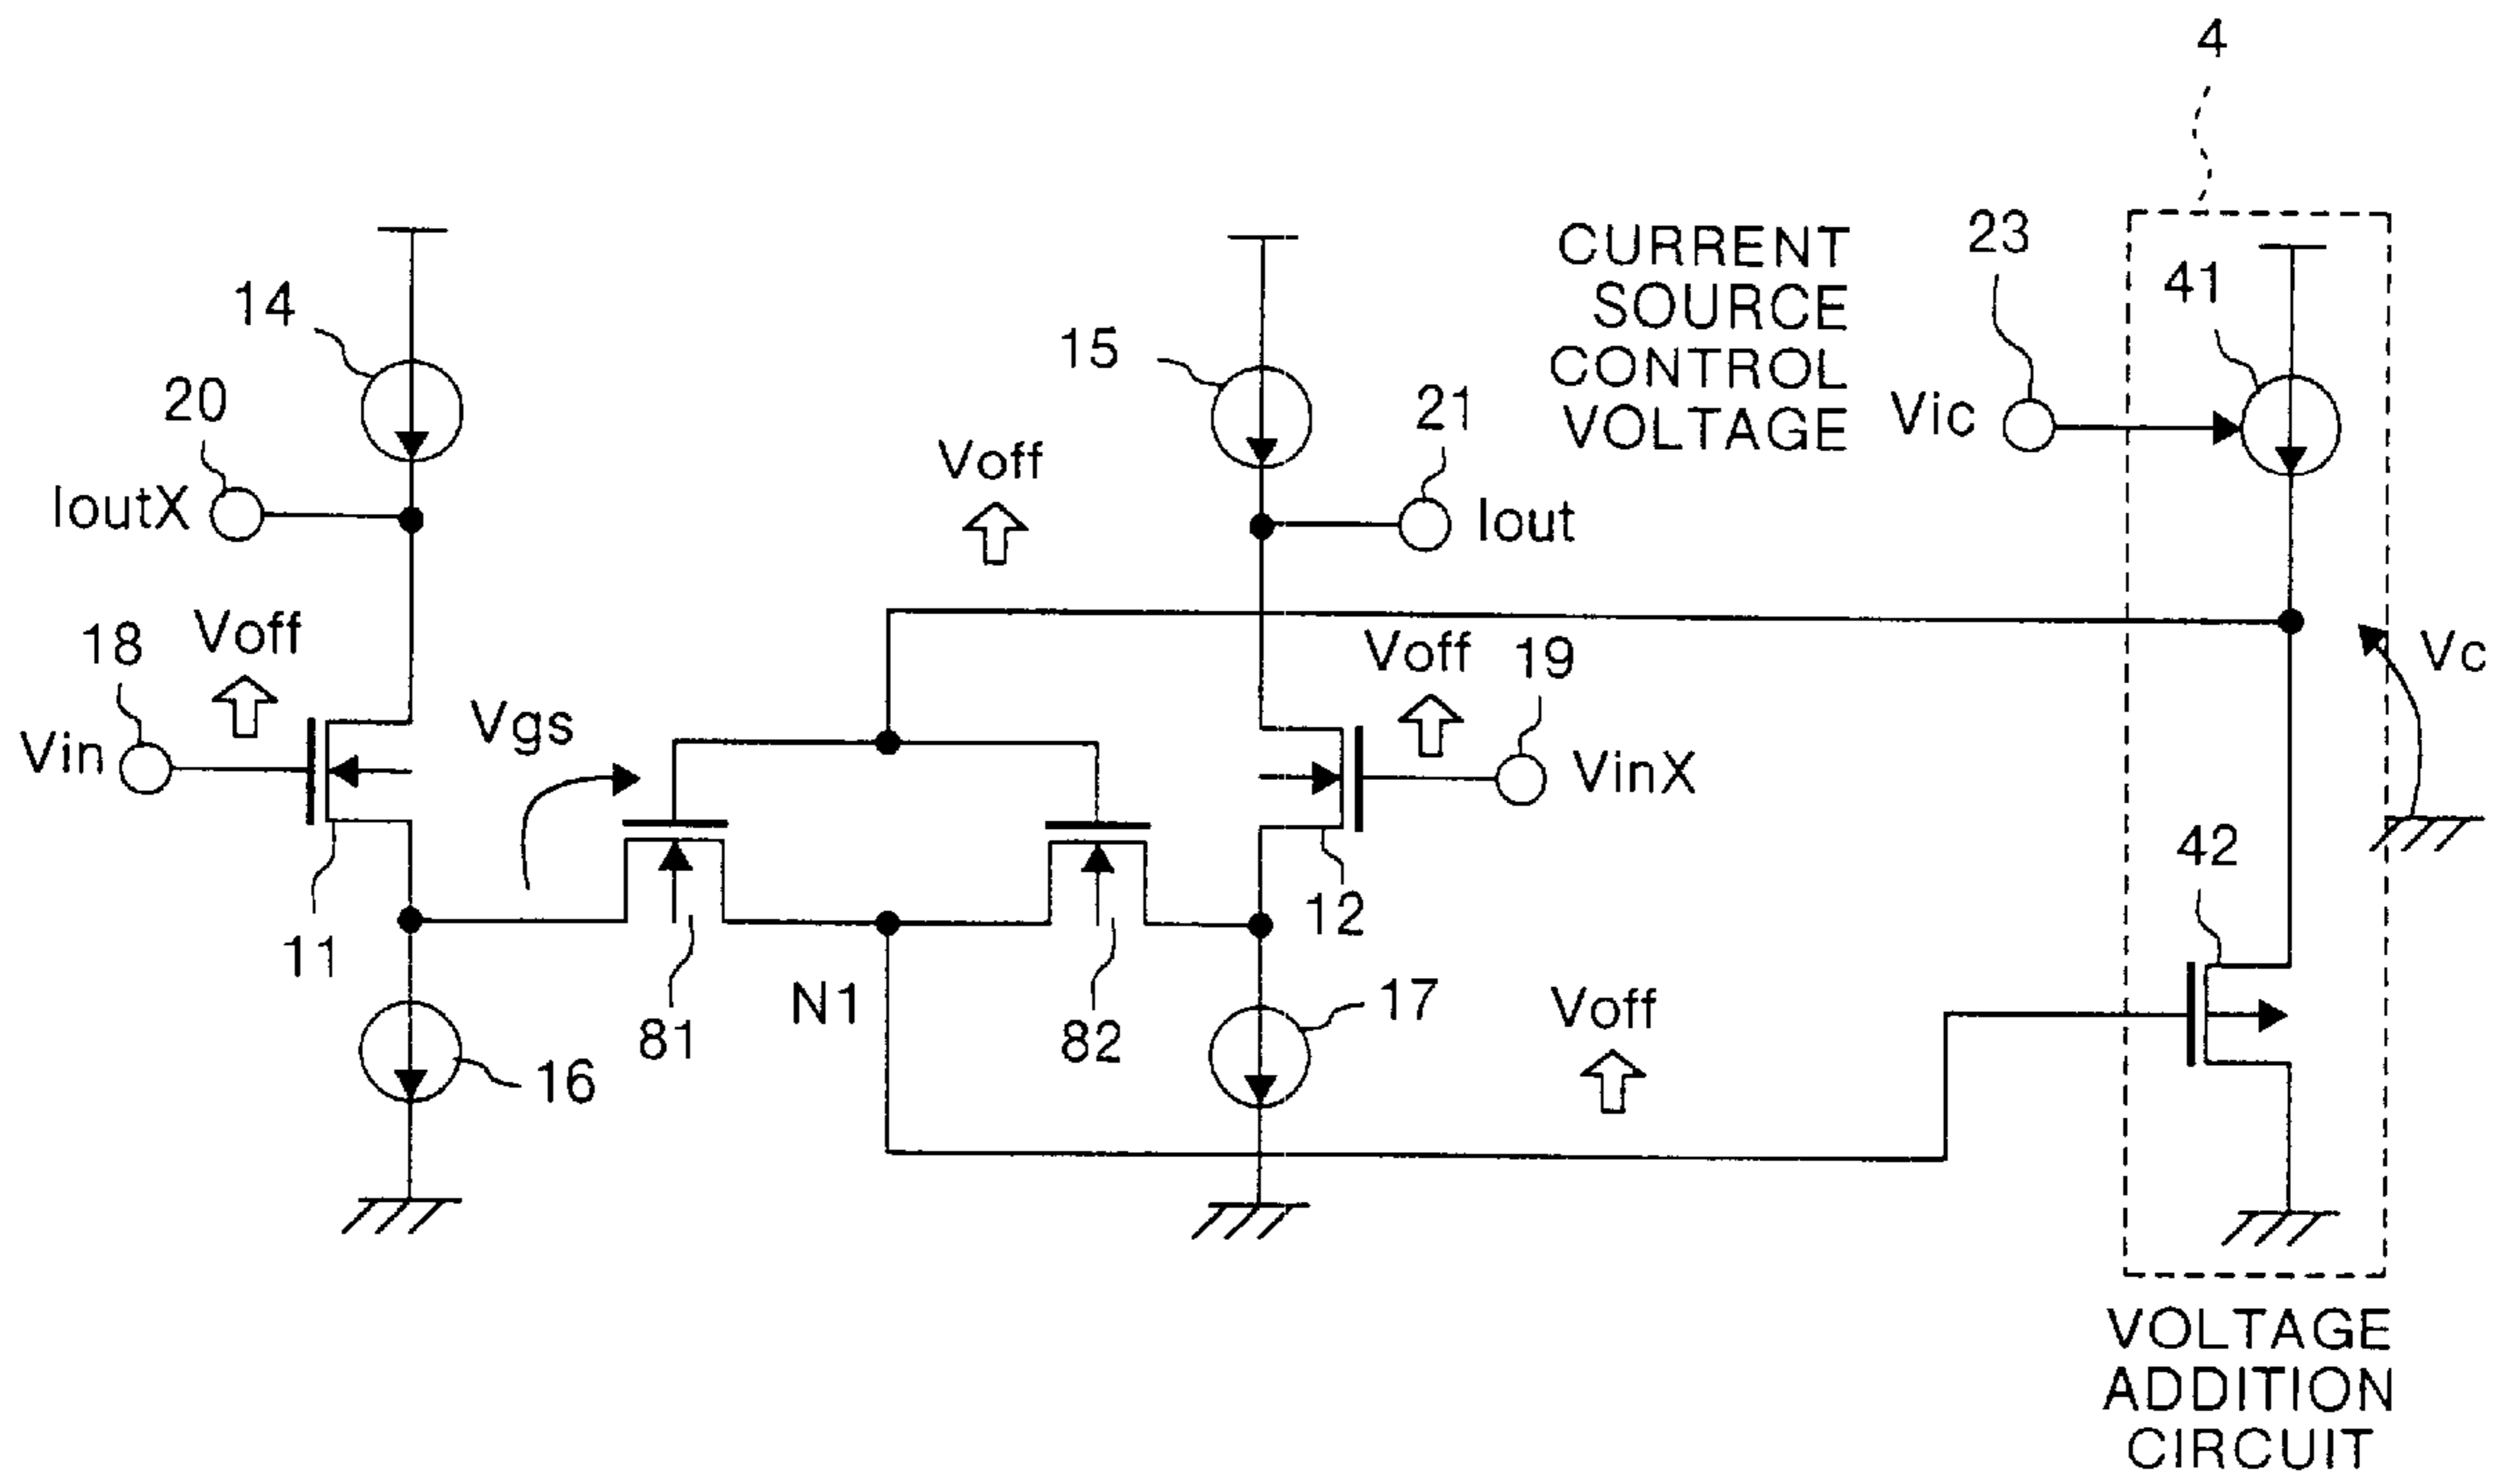 4
CURRENT
SOURCE
CONTROL
VOLTAGE
23
41
14
15
20
21
Vic
Voff
IoutX
Iout
18
Voff
Voff
19
Vc
Vgs
Vin
VinX
42
11
12
N1
17
Voff
81
82
16
VOLTAGE
ADDITION
CIRCUIT